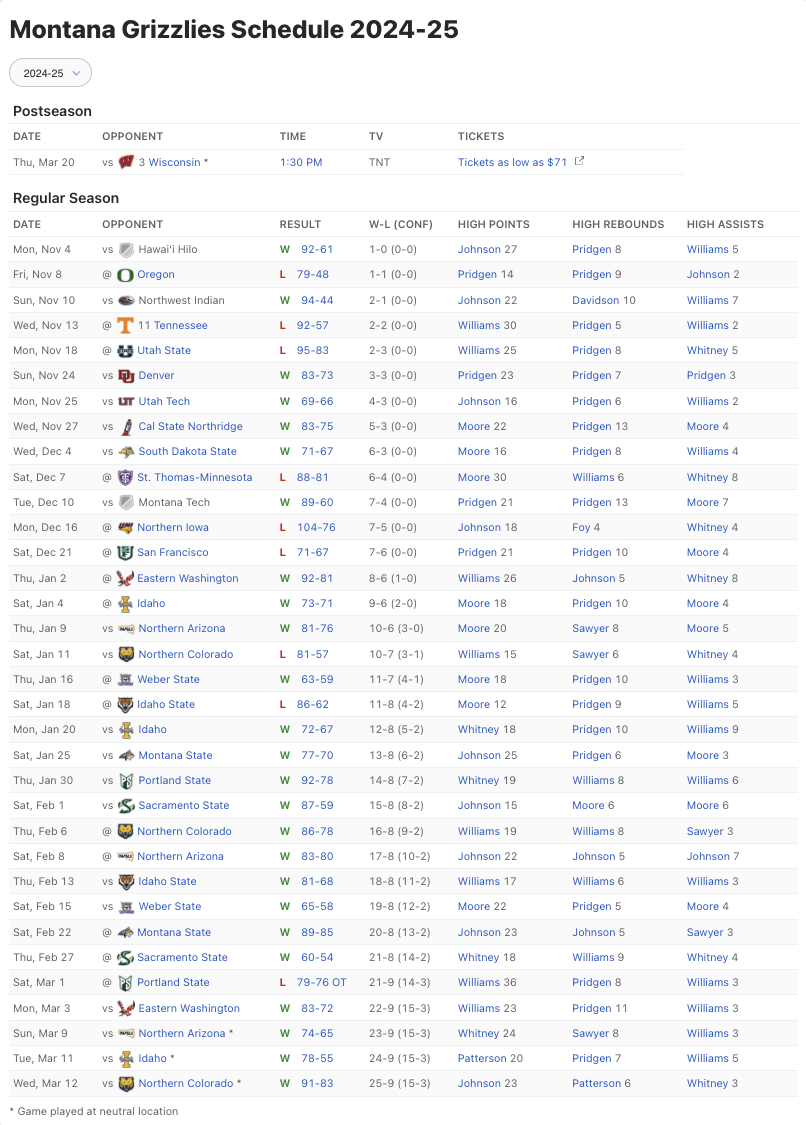 Montana Grizzlies Schedule 2024-25
2024-25
Postseason
DATE OPPONENT TIME TV TICKETS
Thu, Mar 20 vs 3 Wisconsin * 1:30 PM TNT Tickets as low as $71
Regular Season
DATE OPPONENT RESULT W-L (CONF) HIGH POINTS HIGH REBOUNDS HIGH ASSISTS
Mon, Nov 4 vs Hawai'i Hilo W 92-61 1-0 (0-0) Johnson 27 Pridgen 8 Williams 5
Fri, Nov 8 @ Oregon L 79-48 1-1 (0-0) Pridgen 14 Pridgen 9 Johnson 2
Sun, Nov 10 vs Northwest Indian W 94-44 2-1 (0-0) Johnson 22 Davidson 10 Williams 7
Wed, Nov 13 @ 11 Tennessee L 92-57 2-2 (0-0) Williams 30 Pridgen 5 Williams 2
Mon, Nov 18 @ Utah State L 95-83 2-3 (0-0) Williams 25 Pridgen 8 Whitney 5
Sun, Nov 24 vs Denver W 83-73 3-3 (0-0) Pridgen 23 Pridgen 7 Pridgen 3
Mon, Nov 25 vs Utah Tech W 69-66 4-3 (0-0) Johnson 16 Pridgen 6 Williams 2
Wed, Nov 27 vs Cal State Northridge W 83-75 5-3 (0-0) Moore 22 Pridgen 13 Moore 4
Wed, Dec 4 vs South Dakota State W 71-67 6-3 (0-0) Moore 16 Pridgen 8 Williams 4
Sat, Dec 7 @ St. Thomas-Minnesota L 88-81 6-4 (0-0) Moore 30 Williams 6 Whitney 8
Tue, Dec 10 vs Montana Tech W 89-60 7-4 (0-0) Pridgen 21 Pridgen 13 Moore 7
Mon, Dec 16 @ Northern Iowa L 104-76 7-5 (0-0) Johnson 18 Foy 4 Whitney 4
Sat, Dec 21 @ San Francisco L 71-67 7-6 (0-0) Pridgen 21 Pridgen 10 Moore 4
Thu, Jan 2 @ Eastern Washington W 92-81 8-6 (1-0) Williams 26 Johnson 5 Whitney 8
Sat, Jan 4 @ Idaho W 73-71 9-6 (2-0) Moore 18 Pridgen 10 Moore 4
Thu, Jan 9 vs Northern Arizona W 81-76 10-6 (3-0) Moore 20 Sawyer 8 Moore 5
Sat, Jan 11 vs Northern Colorado L 81-57 10-7 (3-1) Williams 15 Sawyer 6 Whitney 4
Thu, Jan 16 @ Weber State W 63-59 11-7 (4-1) Moore 18 Pridgen 10 Williams 3
Sat, Jan 18 @ Idaho State L 86-62 11-8 (4-2) Moore 12 Pridgen 9 Williams 5
Mon, Jan 20 vs Idaho W 72-67 12-8 (5-2) Whitney 18 Pridgen 10 Williams 9
Sat, Jan 25 vs Montana State W 77-70 13-8 (6-2) Johnson 25 Pridgen 6 Moore 3
Thu, Jan 30 vs Portland State W 92-78 14-8 (7-2) Whitney 19 Williams 8 Williams 6
Sat, Feb 1 vs Sacramento State W 87-59 15-8 (8-2) Johnson 15 Moore 6 Moore 6
Thu, Feb 6 @ Northern Colorado W 86-78 16-8 (9-2) Williams 19 Williams 8 Sawyer 3
Sat, Feb 8 @ Northern Arizona W 83-80 17-8 (10-2) Johnson 22 Johnson 5 Johnson 7
Thu, Feb 13 vs Idaho State W 81-68 18-8 (11-2) Williams 17 Williams 6 Williams 3
Sat, Feb 15 vs Weber State W 65-58 19-8 (12-2) Moore 22 Pridgen 5 Moore 4
Sat, Feb 22 @ Montana State W 89-85 20-8 (13-2) Johnson 23 Johnson 5 Sawyer 3
Thu, Feb 27 @ Sacramento State W 60-54 21-8 (14-2) Whitney 18 Williams 9 Whitney 4
Sat, Mar 1 @ Portland State L 79-76 OT 21-9 (14-3) Williams 36 Pridgen 8 Williams 3
Mon, Mar 3 vs Eastern Washington W 83-72 22-9 (15-3) Williams 23 Pridgen 11 Williams 3
Sun, Mar 9 vs Northern Arizona * W 74-65 23-9 (15-3) Whitney 24 Sawyer 8 Williams 3
Tue, Mar 11 vs Idaho * W 78-55 24-9 (15-3) Patterson 20 Pridgen 7 Williams 5
Wed, Mar 12 vs Northern Colorado * W 91-83 25-9 (15-3) Johnson 23 Patterson 6 Whitney 3
* Game played at neutral location